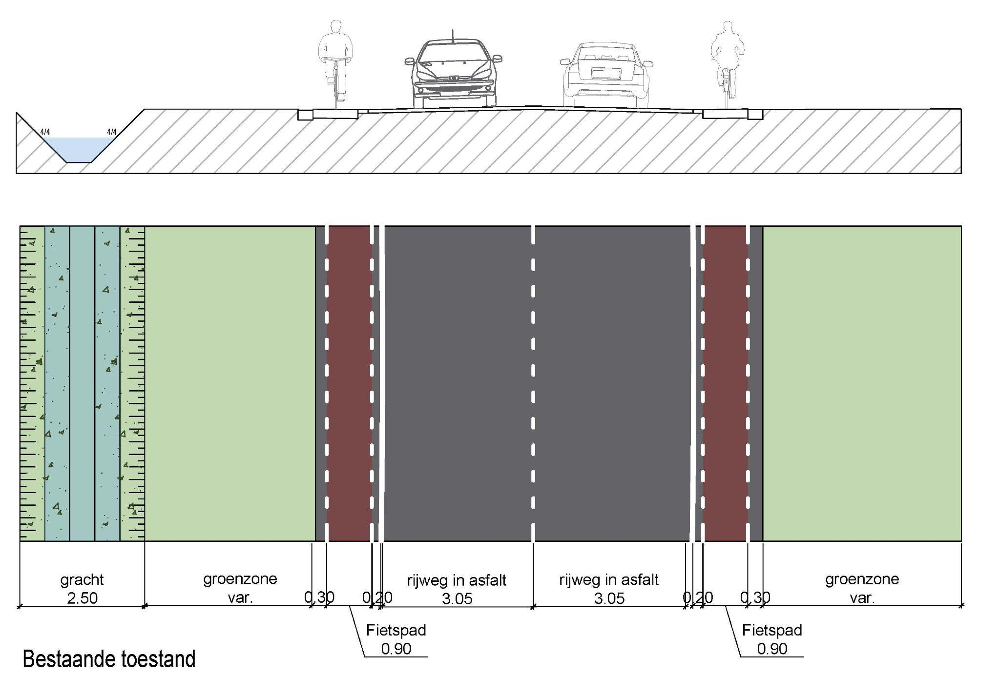 4/4 4/4
gracht
2.50
groenzone
var.
0.30
0.20
rijweg in asfalt
3.05
rijweg in asfalt
3.05
0.20
0.30
groenzone
var.
Fietspad
0.90
Fietspad
0.90
Bestaande toestand